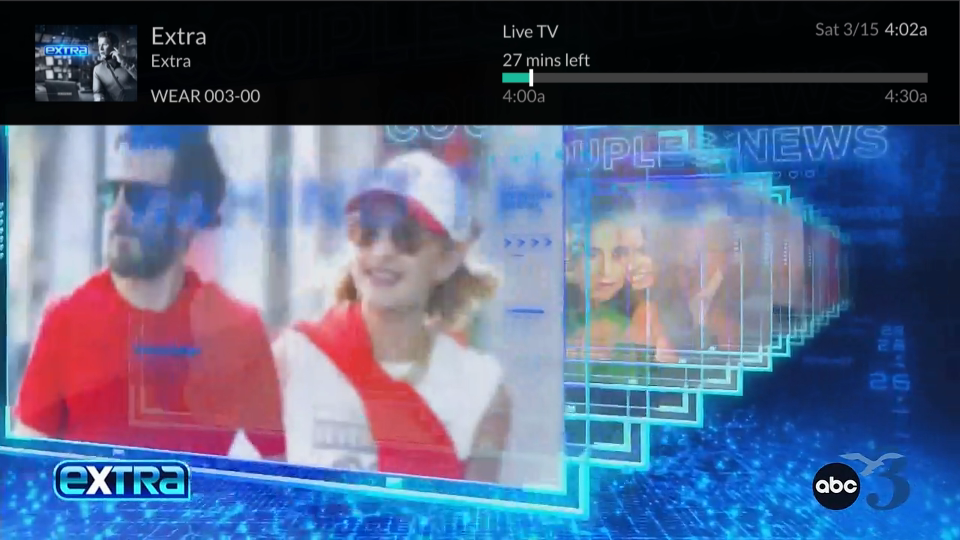 Extra
Extra
WEAR 003-00
Live TV
27 mins left
4:00a
4:30a
Sat 3/15 4:02a
extra
NEWS
extra
abc 3